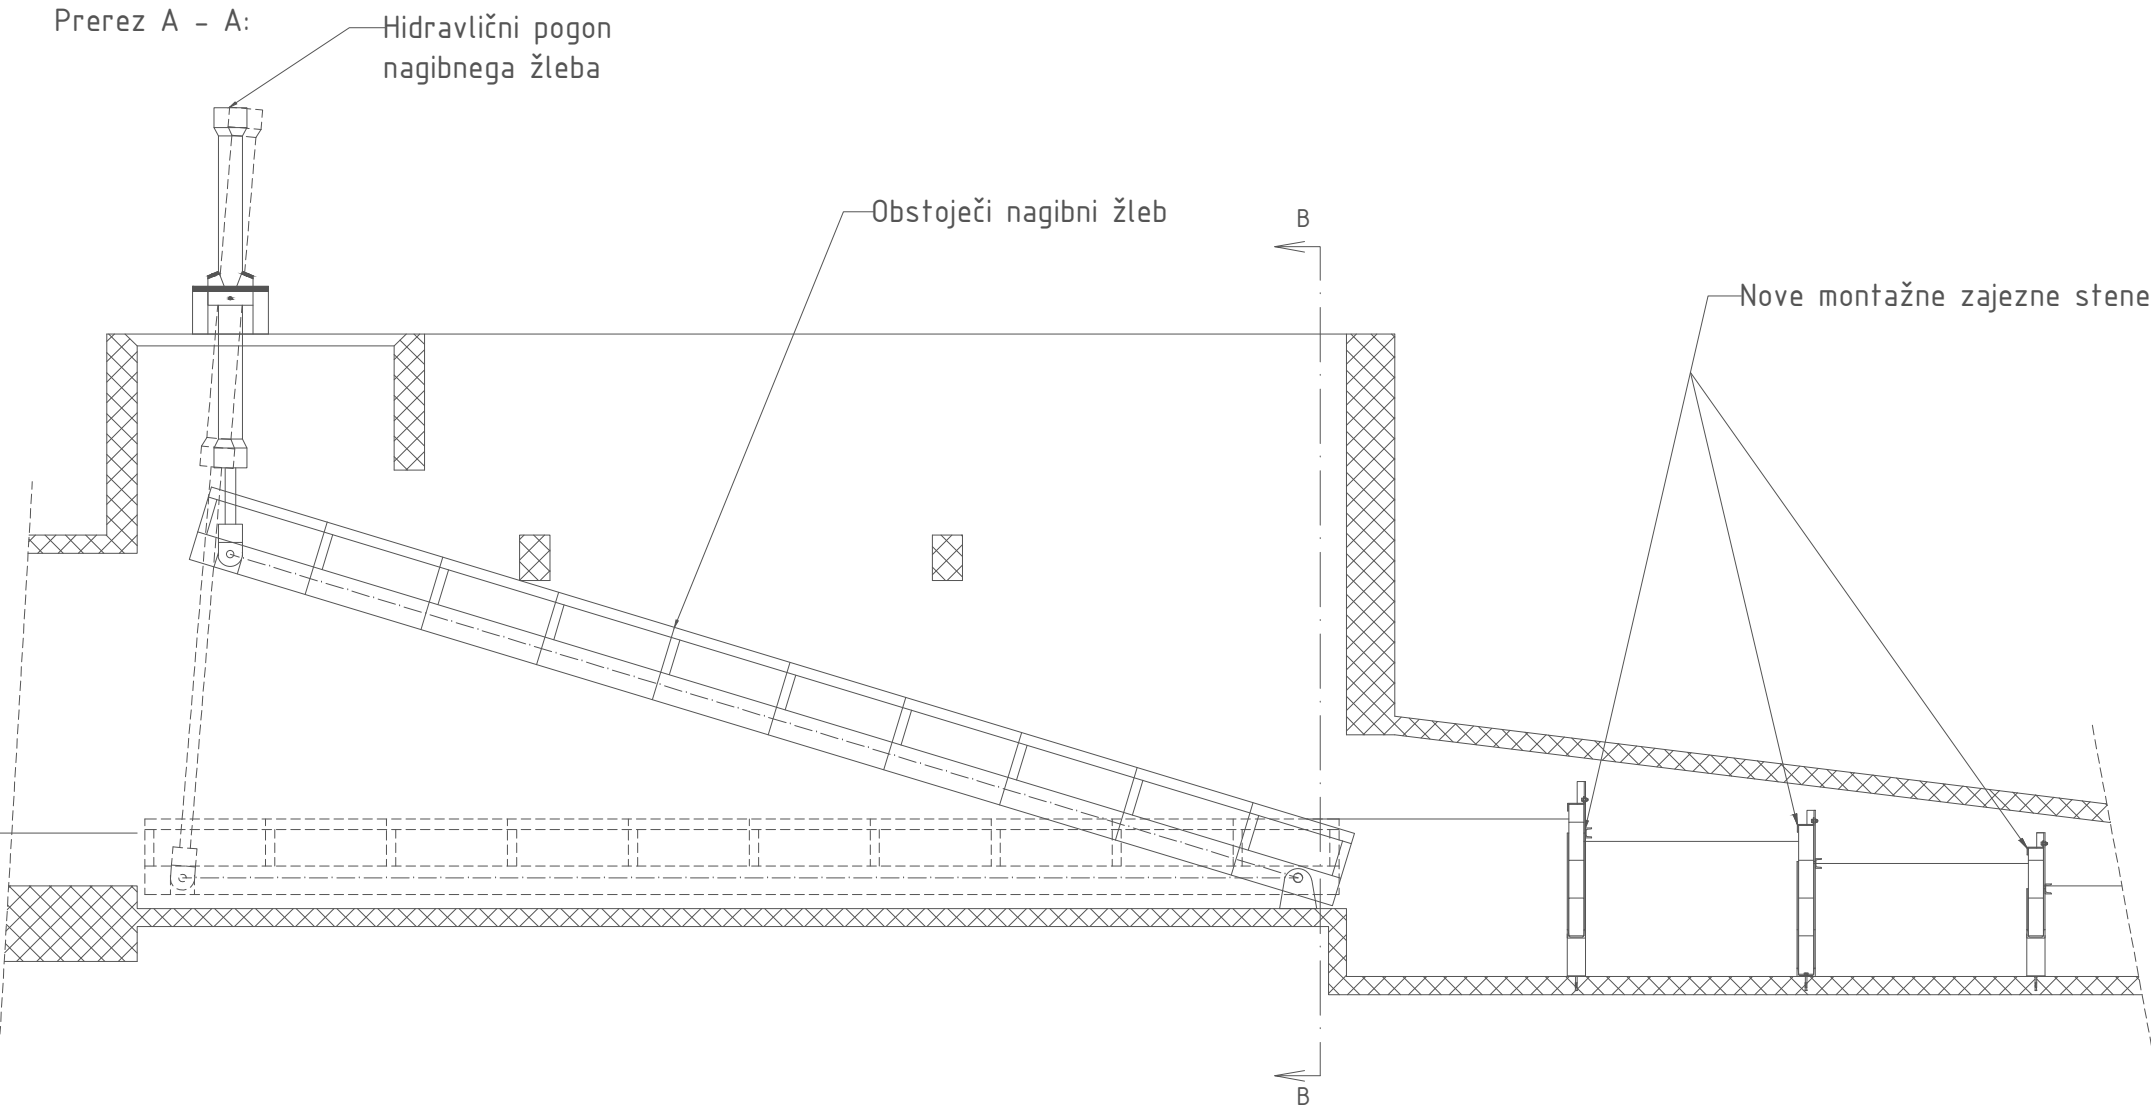 Prerez A - A:
Hidravlični pogon
nagibnega žleba
Obstoječi nagibni žleb
B
Nove montažne zajezne stene
B